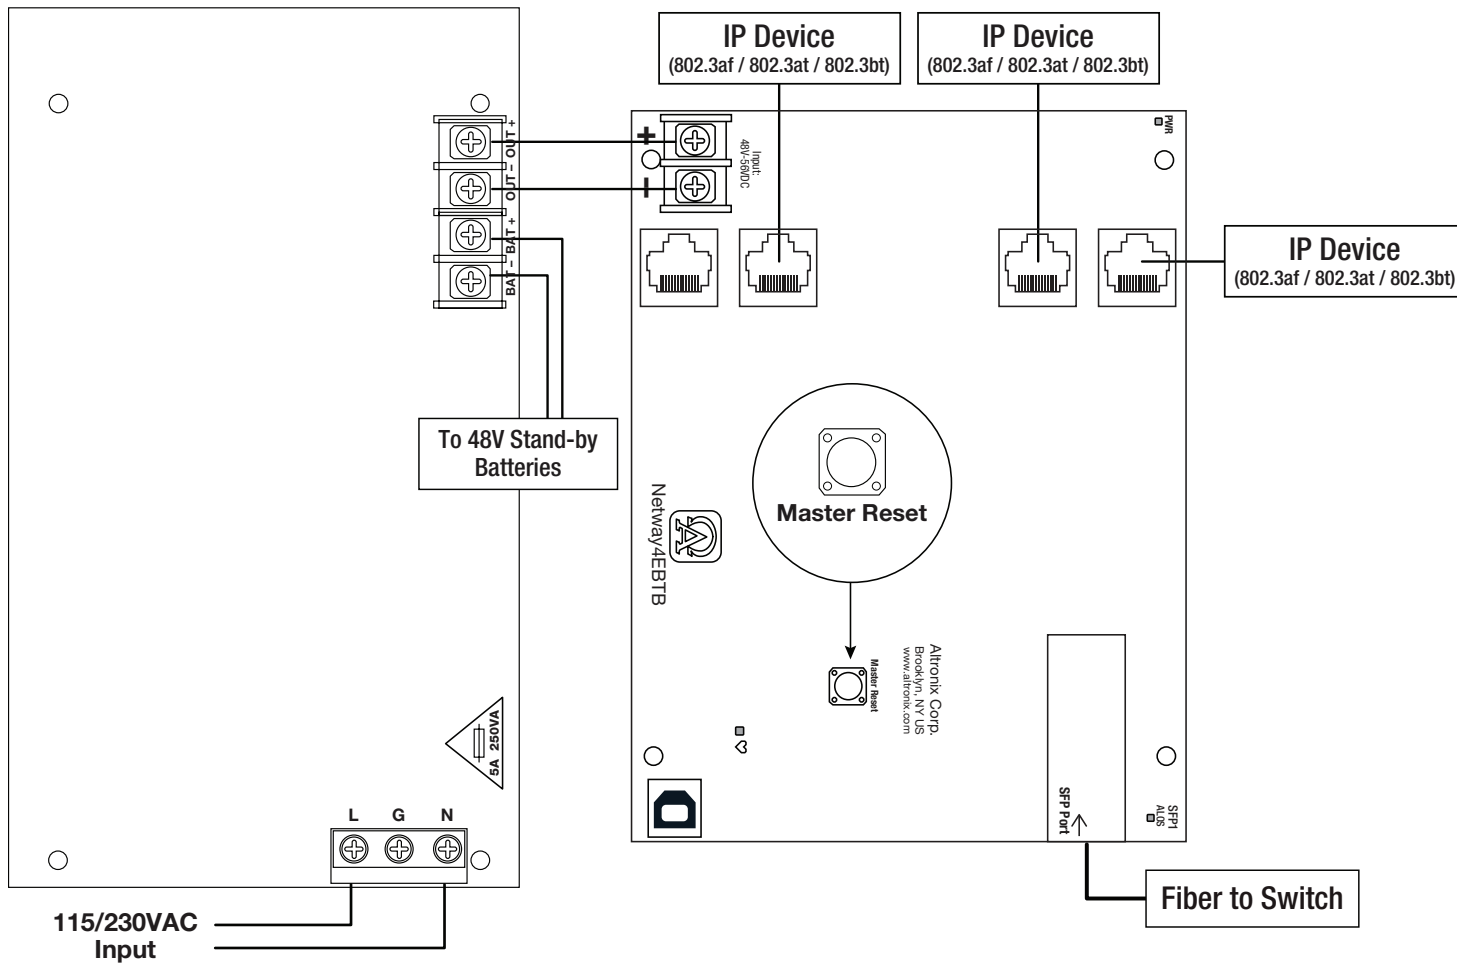 IP Device
(802.3af / 802.3at / 802.3bt)
IP Device
(802.3af / 802.3at / 802.3bt)
IP Device
(802.3af / 802.3at / 802.3bt)
OUT +
OUT -
BAT +
BAT -
+
-
Input:
48V-56VDC
PWR
To 48V Stand-by
Batteries
Master Reset
Netway4EBTB
Master Reset
Altronix Corp.
Brooklyn, NY US
www.altronix.com
5A 250VA
L G N
SFP Port
SFP1
ALOS
115/230VAC
Input
Fiber to Switch